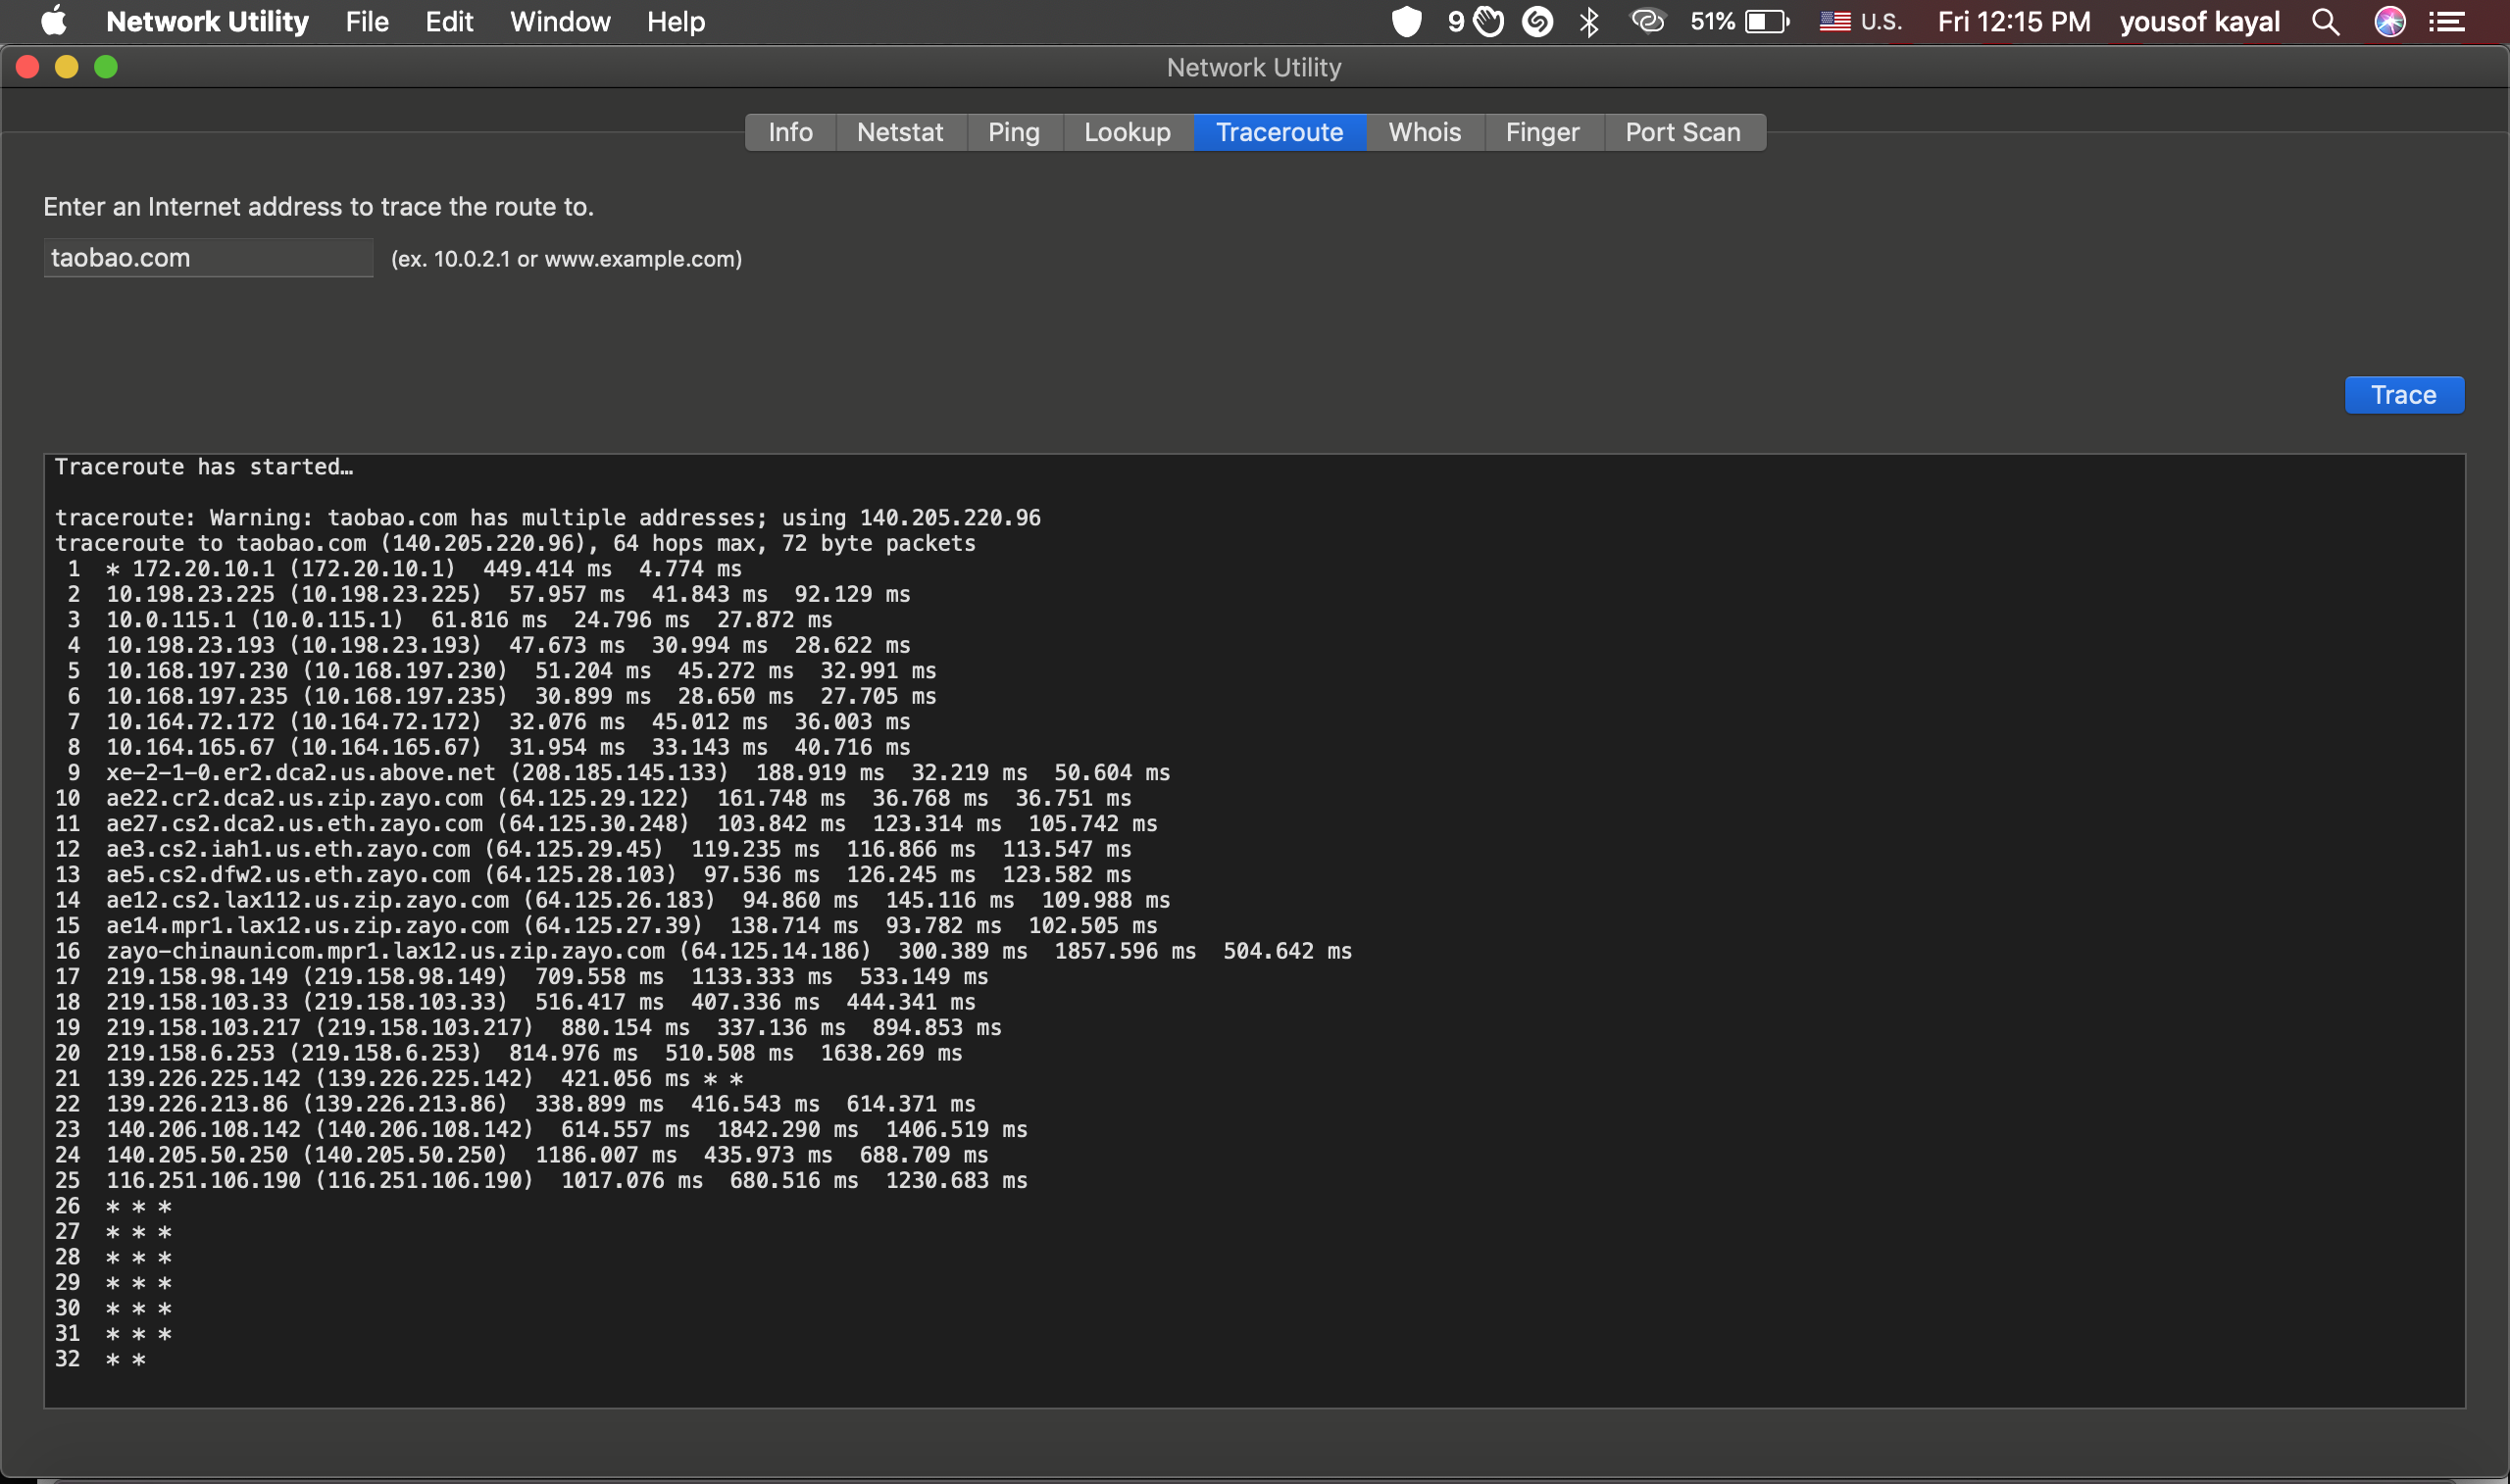 Network Utility File Edit Window Help 9 51% U.S. Fri 12:15 PM yousof kayal
Network Utility
Info Netstat Ping Lookup Traceroute Whois Finger Port Scan
Enter an Internet address to trace the route to.
taobao.com (ex. 10.0.2.1 or www.example.com)
Trace
Traceroute has started…
traceroute: Warning: taobao.com has multiple addresses; using 140.205.220.96
traceroute to taobao.com (140.205.220.96), 64 hops max, 72 byte packets
1 * 172.20.10.1 (172.20.10.1) 449.414 ms 4.774 ms
2 10.198.23.225 (10.198.23.225) 57.957 ms 41.843 ms 92.129 ms
3 10.0.115.1 (10.0.115.1) 61.816 ms 24.796 ms 27.872 ms
4 10.198.23.193 (10.198.23.193) 47.673 ms 30.994 ms 28.622 ms
5 10.168.197.230 (10.168.197.230) 51.204 ms 45.272 ms 32.991 ms
6 10.168.197.235 (10.168.197.235) 30.899 ms 28.650 ms 27.705 ms
7 10.164.72.172 (10.164.72.172) 32.076 ms 45.012 ms 36.003 ms
8 10.164.165.67 (10.164.165.67) 31.954 ms 33.143 ms 40.716 ms
9 xe-2-1-0.er2.dca2.us.above.net (208.185.145.133) 188.919 ms 32.219 ms 50.604 ms
10 ae22.cr2.dca2.us.zip.zayo.com (64.125.29.122) 161.748 ms 36.768 ms 36.751 ms
11 ae27.cs2.dca2.us.eth.zayo.com (64.125.30.248) 103.842 ms 123.314 ms 105.742 ms
12 ae3.cs2.iah1.us.eth.zayo.com (64.125.29.45) 119.235 ms 116.866 ms 113.547 ms
13 ae5.cs2.dfw2.us.eth.zayo.com (64.125.28.103) 97.536 ms 126.245 ms 123.582 ms
14 ae12.cs2.lax112.us.zip.zayo.com (64.125.26.183) 94.860 ms 145.116 ms 109.988 ms
15 ae14.mpr1.lax12.us.zip.zayo.com (64.125.27.39) 138.714 ms 93.782 ms 102.505 ms
16 zayo-chinaunicom.mpr1.lax12.us.zip.zayo.com (64.125.14.186) 300.389 ms 1857.596 ms 504.642 ms
17 219.158.98.149 (219.158.98.149) 709.558 ms 1133.333 ms 533.149 ms
18 219.158.103.33 (219.158.103.33) 516.417 ms 407.336 ms 444.341 ms
19 219.158.103.217 (219.158.103.217) 880.154 ms 337.136 ms 894.853 ms
20 219.158.6.253 (219.158.6.253) 814.976 ms 510.508 ms 1638.269 ms
21 139.226.225.142 (139.226.225.142) 421.056 ms * *
22 139.226.213.86 (139.226.213.86) 338.899 ms 416.543 ms 614.371 ms
23 140.206.108.142 (140.206.108.142) 614.557 ms 1842.290 ms 1406.519 ms
24 140.205.50.250 (140.205.50.250) 1186.007 ms 435.973 ms 688.709 ms
25 116.251.106.190 (116.251.106.190) 1017.076 ms 680.516 ms 1230.683 ms
26 * * *
27 * * *
28 * * *
29 * * *
30 * * *
31 * * *
32 * *